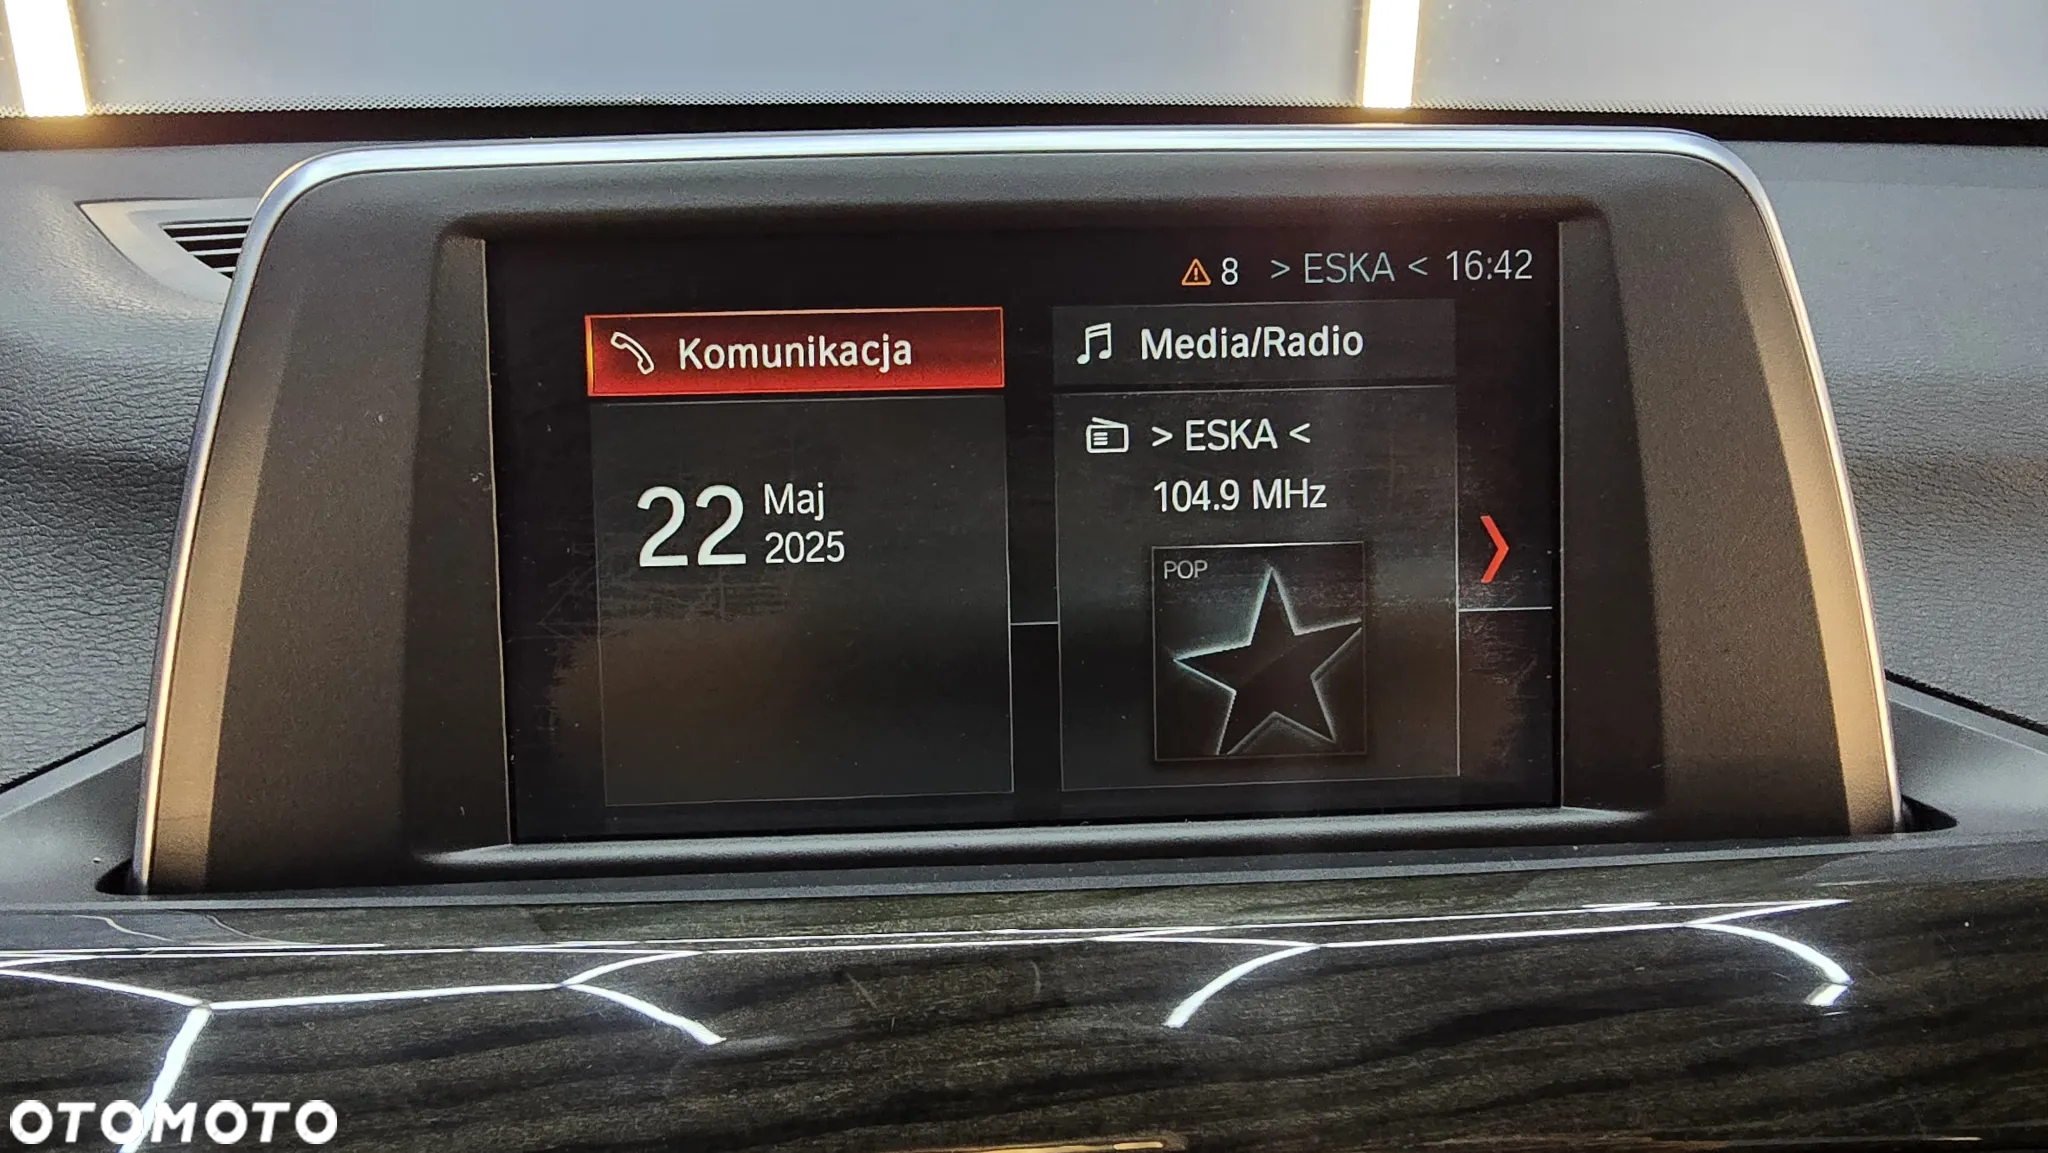 8 > ESKA < 16:42
Komunikacja
Media/Radio
22 Maj
2025
> ESKA <
104.9 MHz
POP
OTOMOTO